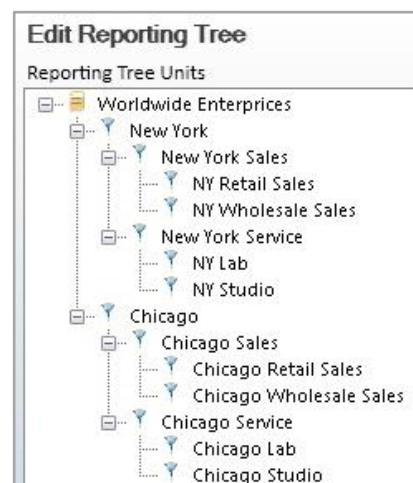 Edit Reporting Tree
Reporting Tree Units
Worldwide Enterprices
New York
New York Sales
NY Retail Sales
NY Wholesale Sales
New York Service
NY Lab
NY Studio
Chicago
Chicago Sales
Chicago Retail Sales
Chicago Wholesale Sales
Chicago Service
Chicago Lab
Chicago Studio